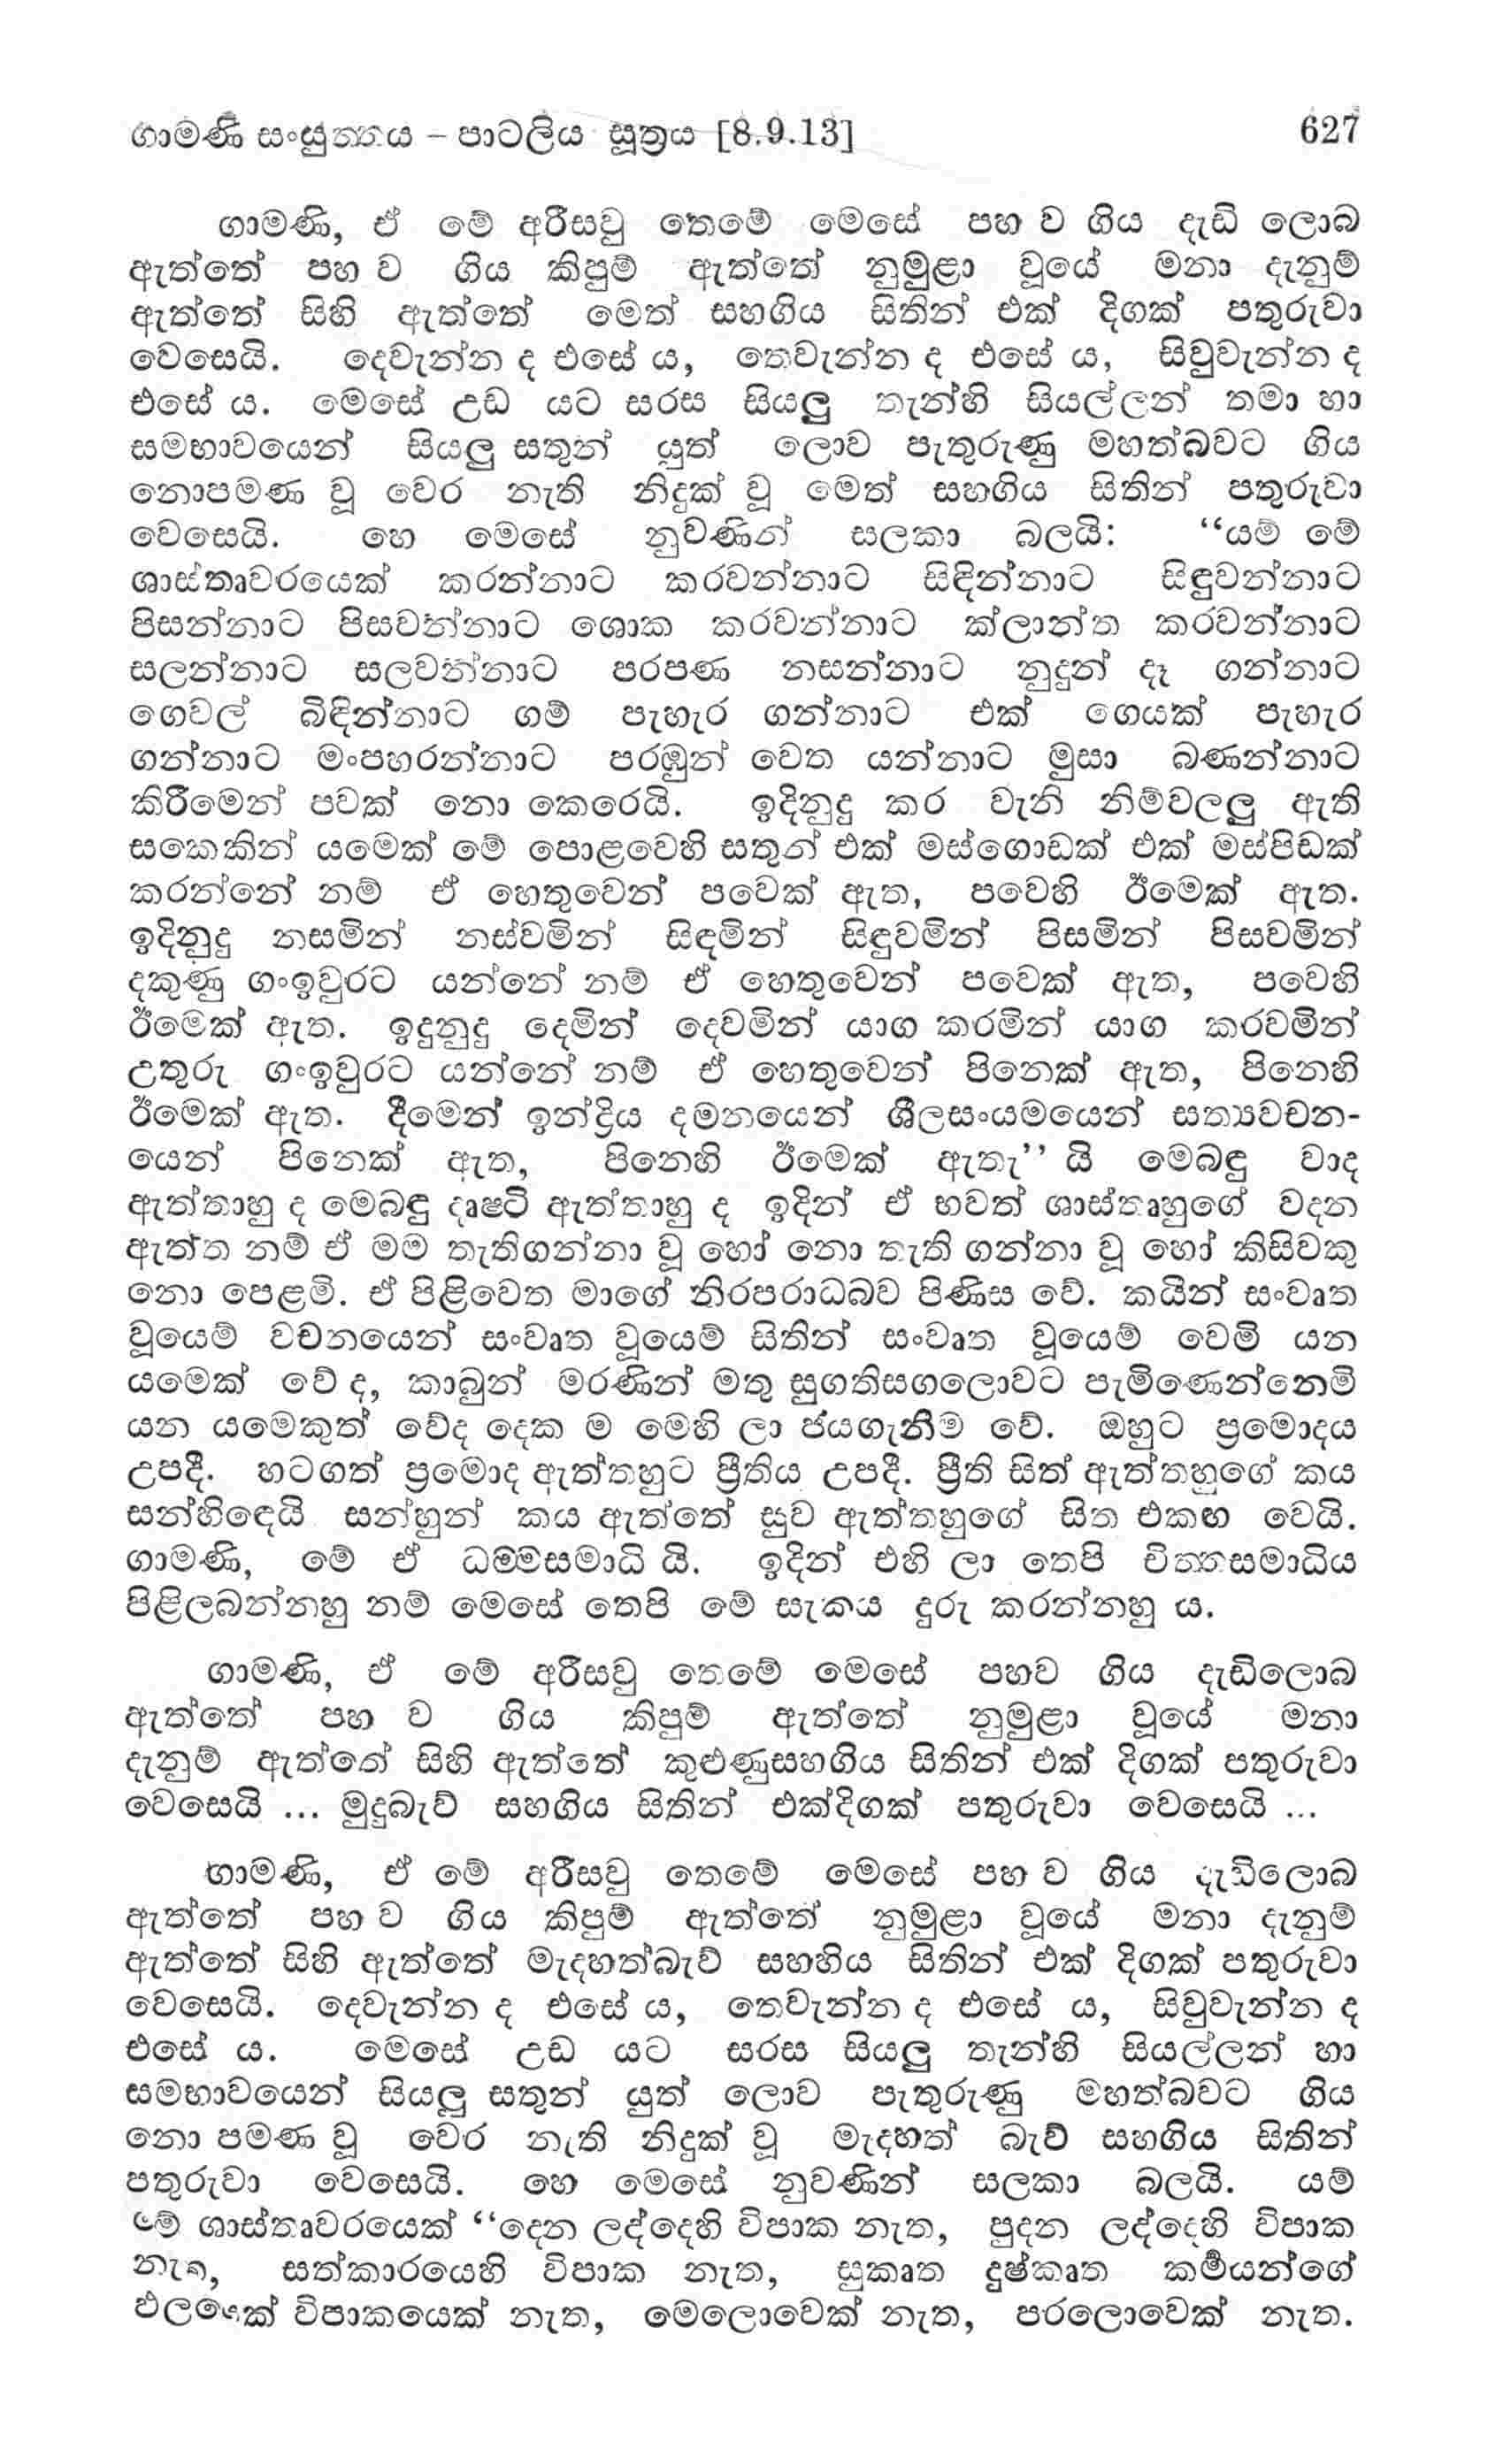 ගාමණී සංයුත්තය – පාටලිය සූත්‍රය [8.9.13] 627
ගාමණි, ඒ මේ අරිසවු තෙමේ මෙසේ පහ ව ගිය දැඩි ලොබ
ඇත්තේ පහ ව ගිය කිපුම් ඇත්තේ නුමුළා වූයේ මනා දැනුම්
ඇත්තේ සිහි ඇත්තේ මෙත් සහගිය සිතින් එක් දිගක් පතුරුවා
වෙසෙයි. දෙවැන්න ද එසේ ය, තෙවැන්න ද එසේ ය, සිවුවැන්න ද
එසේ ය. මෙසේ උඩ යට සරස සියලු තැන්හි සියල්ලන් තමා හා
සමභාවයෙන් සියලු සතුන් යුත් ලොව පැතුරුණු මහත්බවට ගිය
නොපමණ වූ වෙර නැති නිදුක් වූ මෙත් සහගිය සිතින් පතුරුවා
වෙසෙයි. හෙ මෙසේ නුවණින් සලකා බලයි: “යම් මේ
ශාස්තෘවරයෙක් කරන්නාට කරවන්නාට සිඳින්නාට සිඳුවන්නාට
පිසන්නාට පිසවන්නාට ශොක කරවන්නාට ක්ලාන්ත කරවන්නාට
සලන්නාට සලවන්නාට පරපණ නසන්නාට නුදුන් දෑ ගන්නාට
ගෙවල් බිඳින්නාට ගම් පැහැර ගන්නාට එක් ගෙයක් පැහැර
ගන්නාට මංපහරන්නාට පරඹුන් වෙත යන්නාට මුසා බණන්නාට
කිරීමෙන් පවක් නො කෙරෙයි. ඉදිනුදු කර වැනි නිම්වලලු ඇති
සකෙකින් යමෙක් මේ පොළවෙහි සතුන් එක් මස්ගොඩක් එක් මස්පිඩක්
කරන්නේ නම් ඒ හෙතුවෙන් පවෙක් ඇත, පවෙහි ඊමෙක් ඇත.
ඉදිනුදු නසමින් නස්වමින් සිඳමින් සිඳුවමින් පිසමින් පිසවමින්
දකුණු ගංඉවුරට යන්නේ නම් ඒ හෙතුවෙන් පවෙක් ඇත, පවෙහි
ඊමෙක් ඇත. ඉදුනුදු දෙමින් දෙවමින් යාග කරමින් යාග කරවමින්
උතුරු ගංඉවුරට යන්නේ නම් ඒ හෙතුවෙන් පිනෙක් ඇත, පිනෙහි
ඊමෙක් ඇත. දීමෙන් ඉන්ද්‍රිය දමනයෙන් ශීලසංයමයෙන් සත්‍යවචන-
යෙන් පිනෙක් ඇත, පිනෙහි ඊමෙක් ඇතැ” යි මෙබඳු වාද
ඇත්තාහු ද මෙබඳු දෘෂ්ටි ඇත්තාහු ද ඉදින් ඒ භවත් ශාස්තෘහුගේ වදන
ඇත්ත නම් ඒ මම තැතිගන්නා වූ හෝ නො තැති ගන්නා වූ හෝ කිසිවකු
නො පෙළමි. ඒ පිළිවෙත මාගේ නිරපරාධබව පිණිස වේ. කයින් සංවෘත
වූයෙම් වචනයෙන් සංවෘත වූයෙම් සිතින් සංවෘත වූයෙම් වෙමි යන
යමෙක් වේ ද, කාබුන් මරණින් මතු සුගතිසගලොවට පැමිණෙන්නෙමි
යන යමෙකුත් වේද දෙක ම මෙහි ලා ජයගැනීම වේ. ඔහුට ප්‍රමොදය
උපදී. හටගත් ප්‍රමොද ඇත්තහුට ප්‍රීතිය උපදී. ප්‍රීති සිත් ඇත්තහුගේ කය
සන්හිඳෙයි සන්හුන් කය ඇත්තේ සුව ඇත්තහුගේ සිත එකඟ වෙයි.
ගාමණි, මේ ඒ ධම්මසමාධි යි. ඉදින් එහි ලා තෙපි චිත්තසමාධිය
පිළිලබන්නහු නම් මෙසේ තෙපි මේ සැකය දුරු කරන්නහු ය.
ගාමණි, ඒ මේ අරිසවු තෙමේ මෙසේ පහව ගිය දැඩිලොබ
ඇත්තේ පහ ව ගිය කිපුම් ඇත්තේ නුමුළා වූයේ මනා
දැනුම් ඇත්තේ සිහි ඇත්තේ කුළුණුසහගිය සිතින් එක් දිගක් පතුරුවා
වෙසෙයි ... මුදුබැව් සහගිය සිතින් එක්දිගක් පතුරුවා වෙසෙයි ...
ගාමණි, ඒ මේ අරිසවු තෙමේ මෙසේ පහ ව ගිය දැඩිලොබ
ඇත්තේ පහ ව ගිය කිපුම් ඇත්තේ නුමුළා වූයේ මනා දැනුම්
ඇත්තේ සිහි ඇත්තේ මැදහත්බැව් සහගිය සිතින් එක් දිගක් පතුරුවා
වෙසෙයි. දෙවැන්න ද එසේ ය, තෙවැන්න ද එසේ ය, සිවුවැන්න ද
එසේ ය. මෙසේ උඩ යට සරස සියලු තැන්හි සියල්ලන් හා
සමභාවයෙන් සියලු සතුන් යුත් ලොව පැතුරුණු මහත්බවට ගිය
නො පමණ වූ වෙර නැති නිදුක් වූ මැදහත් බැව් සහගිය සිතින්
පතුරුවා වෙසෙයි. හෙ මෙසේ නුවණින් සලකා බලයි. යම්
මේ ශාස්තෘවරයෙක් “දෙන ලද්දෙහි විපාක නැත, පුදන ලද්දෙහි විපාක
නැත, සත්කාරයෙහි විපාක නැත, සුකෘත දුෂ්කෘත කර්‍මයන්ගේ
ඵලයෙක් විපාකයෙක් නැත, මෙලොවෙක් නැත, පරලොවෙක් නැත.